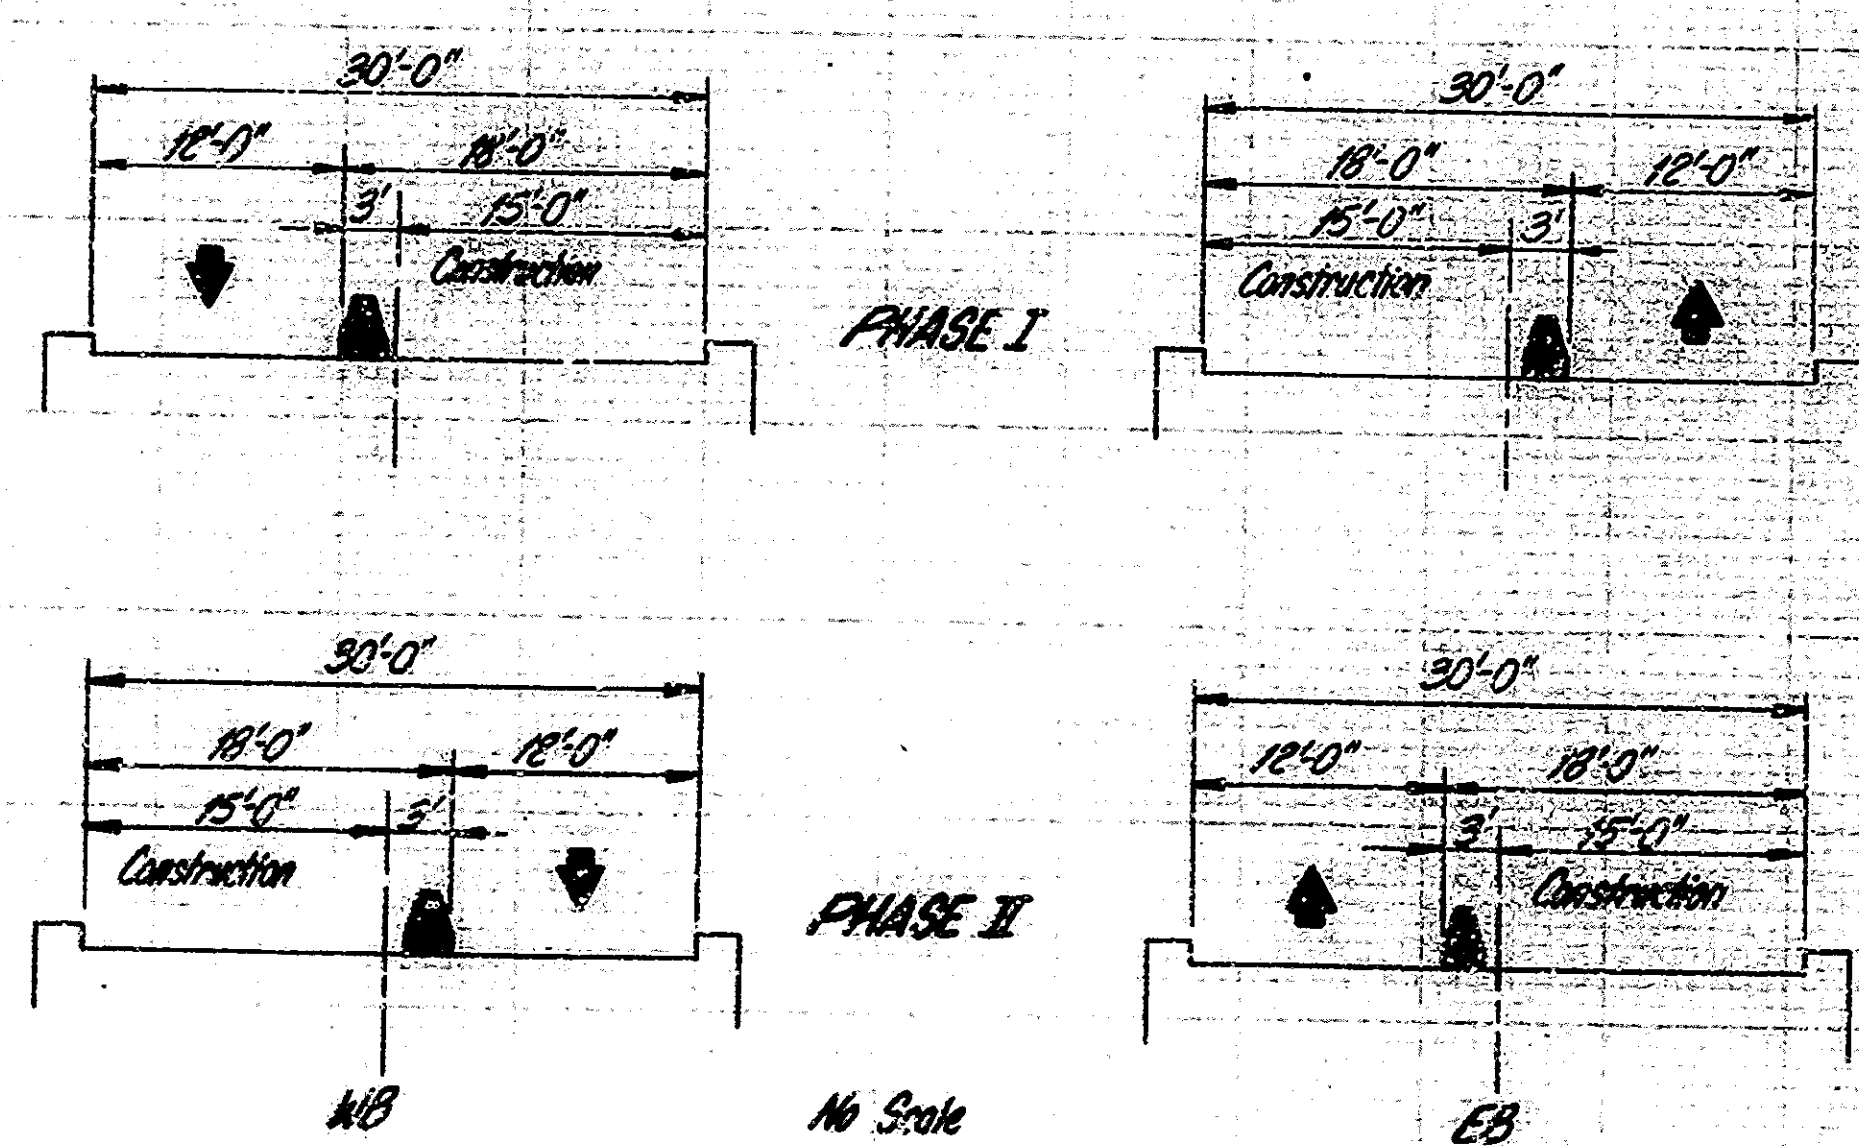 30'-0"
12'-0" 18'-0"
3' 15'-0"
Construction
PHASE I
30'-0"
18'-0" 12'-0"
15'-0" 3'
Construction
30'-0"
18'-0" 12'-0"
15'-0" 3'
Construction
PHASE II
30'-0"
12'-0" 18'-0"
3' 15'-0"
Construction
WB
No Scale
EB